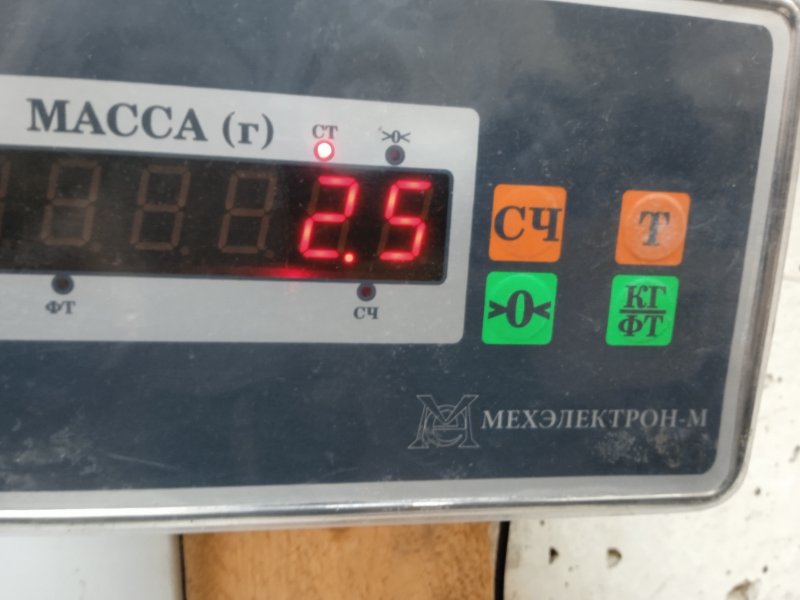 МАССА (г)
СТ >0<
2.5
ФТ СЧ
СЧ Т
>0< КГ
ФТ
МЕХЭЛЕКТРОН-М